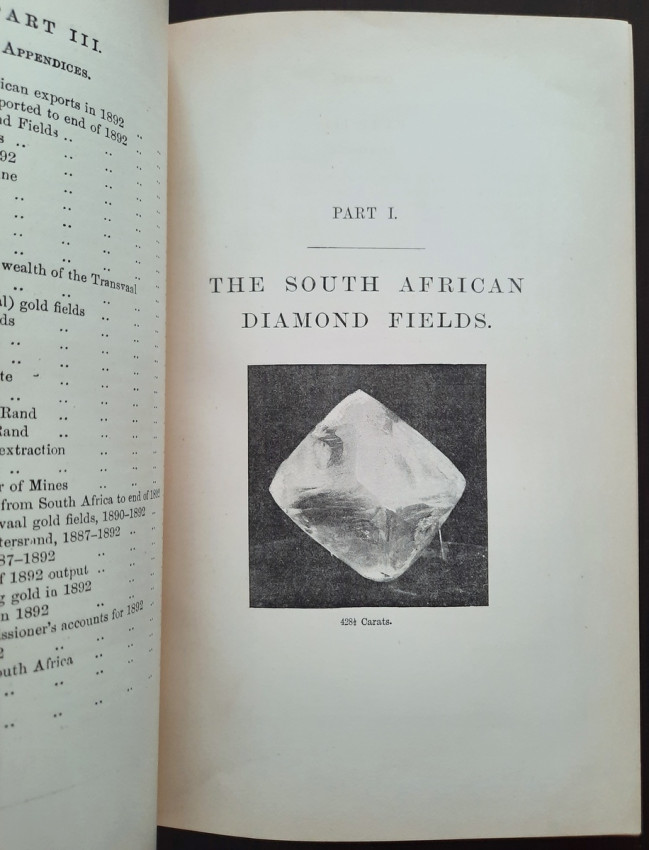 PART III.
APPENDICES.
ican exports in 1892
ported to end of 1892
d Fields
s
92
ne
wealth of the Transvaal
l) gold fields
ds
te
Rand
Rand
extraction
r of Mines
from South Africa to end of 1892
vaal gold fields, 1890-1892
tersrand, 1887-1892
87-1892
f 1892 output
g gold in 1892
n 1892
ssioner's accounts for 1892
2
outh Africa
PART I.
THE SOUTH AFRICAN
DIAMOND FIELDS.
428½ Carats.